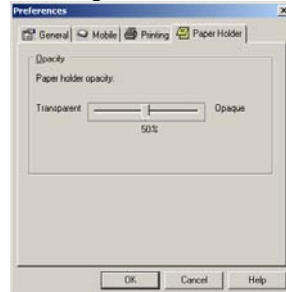 Preferences
General Mobile Printing Paper Holder
Opacity
Paper holder opacity.
Transparent Opaque
50%
OK Cancel Help